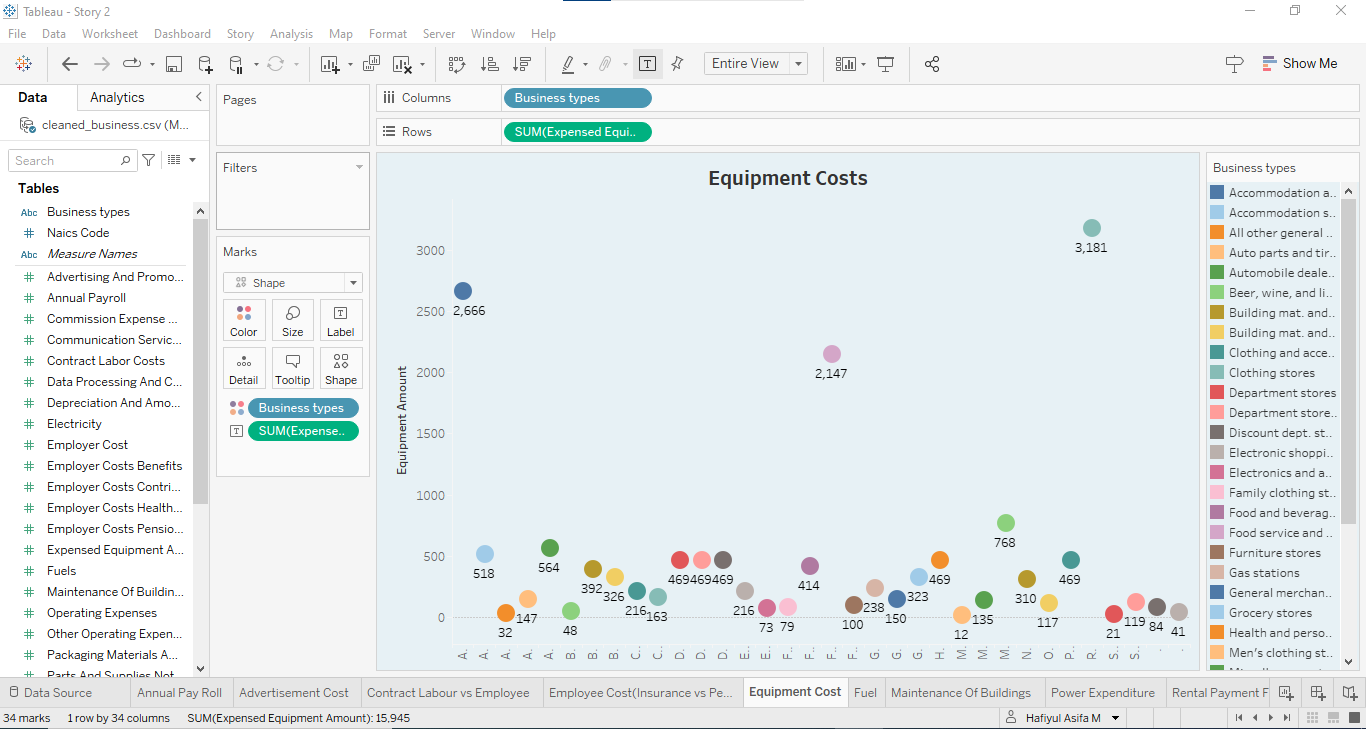 Tableau - Story 2
File Data Worksheet Dashboard Story Analysis Map Format Server Window Help
Entire View
Show Me
Data Analytics
cleaned_business.csv (M...
Search
Tables
Abc Business types
# Naics Code
Abc Measure Names
# Advertising And Promo...
# Annual Payroll
# Commission Expense ...
# Communication Servic...
# Contract Labor Costs
# Data Processing And C...
# Depreciation And Amo...
# Electricity
# Employer Cost
# Employer Costs Benefits
# Employer Costs Contri...
# Employer Costs Health...
# Employer Costs Pensio...
# Expensed Equipment A...
# Fuels
# Maintenance Of Buildin...
# Operating Expenses
# Other Operating Expen...
# Packaging Materials A...
# Parts And Supplies Not
Pages
Filters
Marks
Shape
Color Size Label
Detail Tooltip Shape
Business types
SUM(Expense..
Columns Business types
Rows SUM(Expensed Equi..
Equipment Costs
Equipment Amount
3000
2500
2000
1500
1000
500
0
2,666
518
32
147
564
48
392
326
216
163
469
469
469
216
73
79
414
2,147
100
238
150
323
469
12
135
768
310
117
469
3,181
21
119
84
41
A. A. A. A. A. B. B. B. C. C. D. D. D. E. E. F. F. F. F. G. G. G. H. M. M. M. N. O. P. R. S. S.
Business types
Accommodation a..
Accommodation s..
All other general ..
Auto parts and tir..
Automobile deale..
Beer, wine, and li..
Building mat. and..
Building mat. and..
Clothing and acce..
Clothing stores
Department stores
Department store..
Discount dept. st..
Electronic shoppi..
Electronics and a..
Family clothing st..
Food and beverag..
Food service and ..
Furniture stores
Gas stations
General merchan..
Grocery stores
Health and perso..
Men's clothing st..
Data Source Annual Pay Roll Advertisement Cost Contract Labour vs Employee Employee Cost(Insurance vs Pe... Equipment Cost Fuel Maintenance Of Buildings Power Expenditure Rental Payment F
34 marks 1 row by 34 columns SUM(Expensed Equipment Amount): 15,945 Hafiyul Asifa M